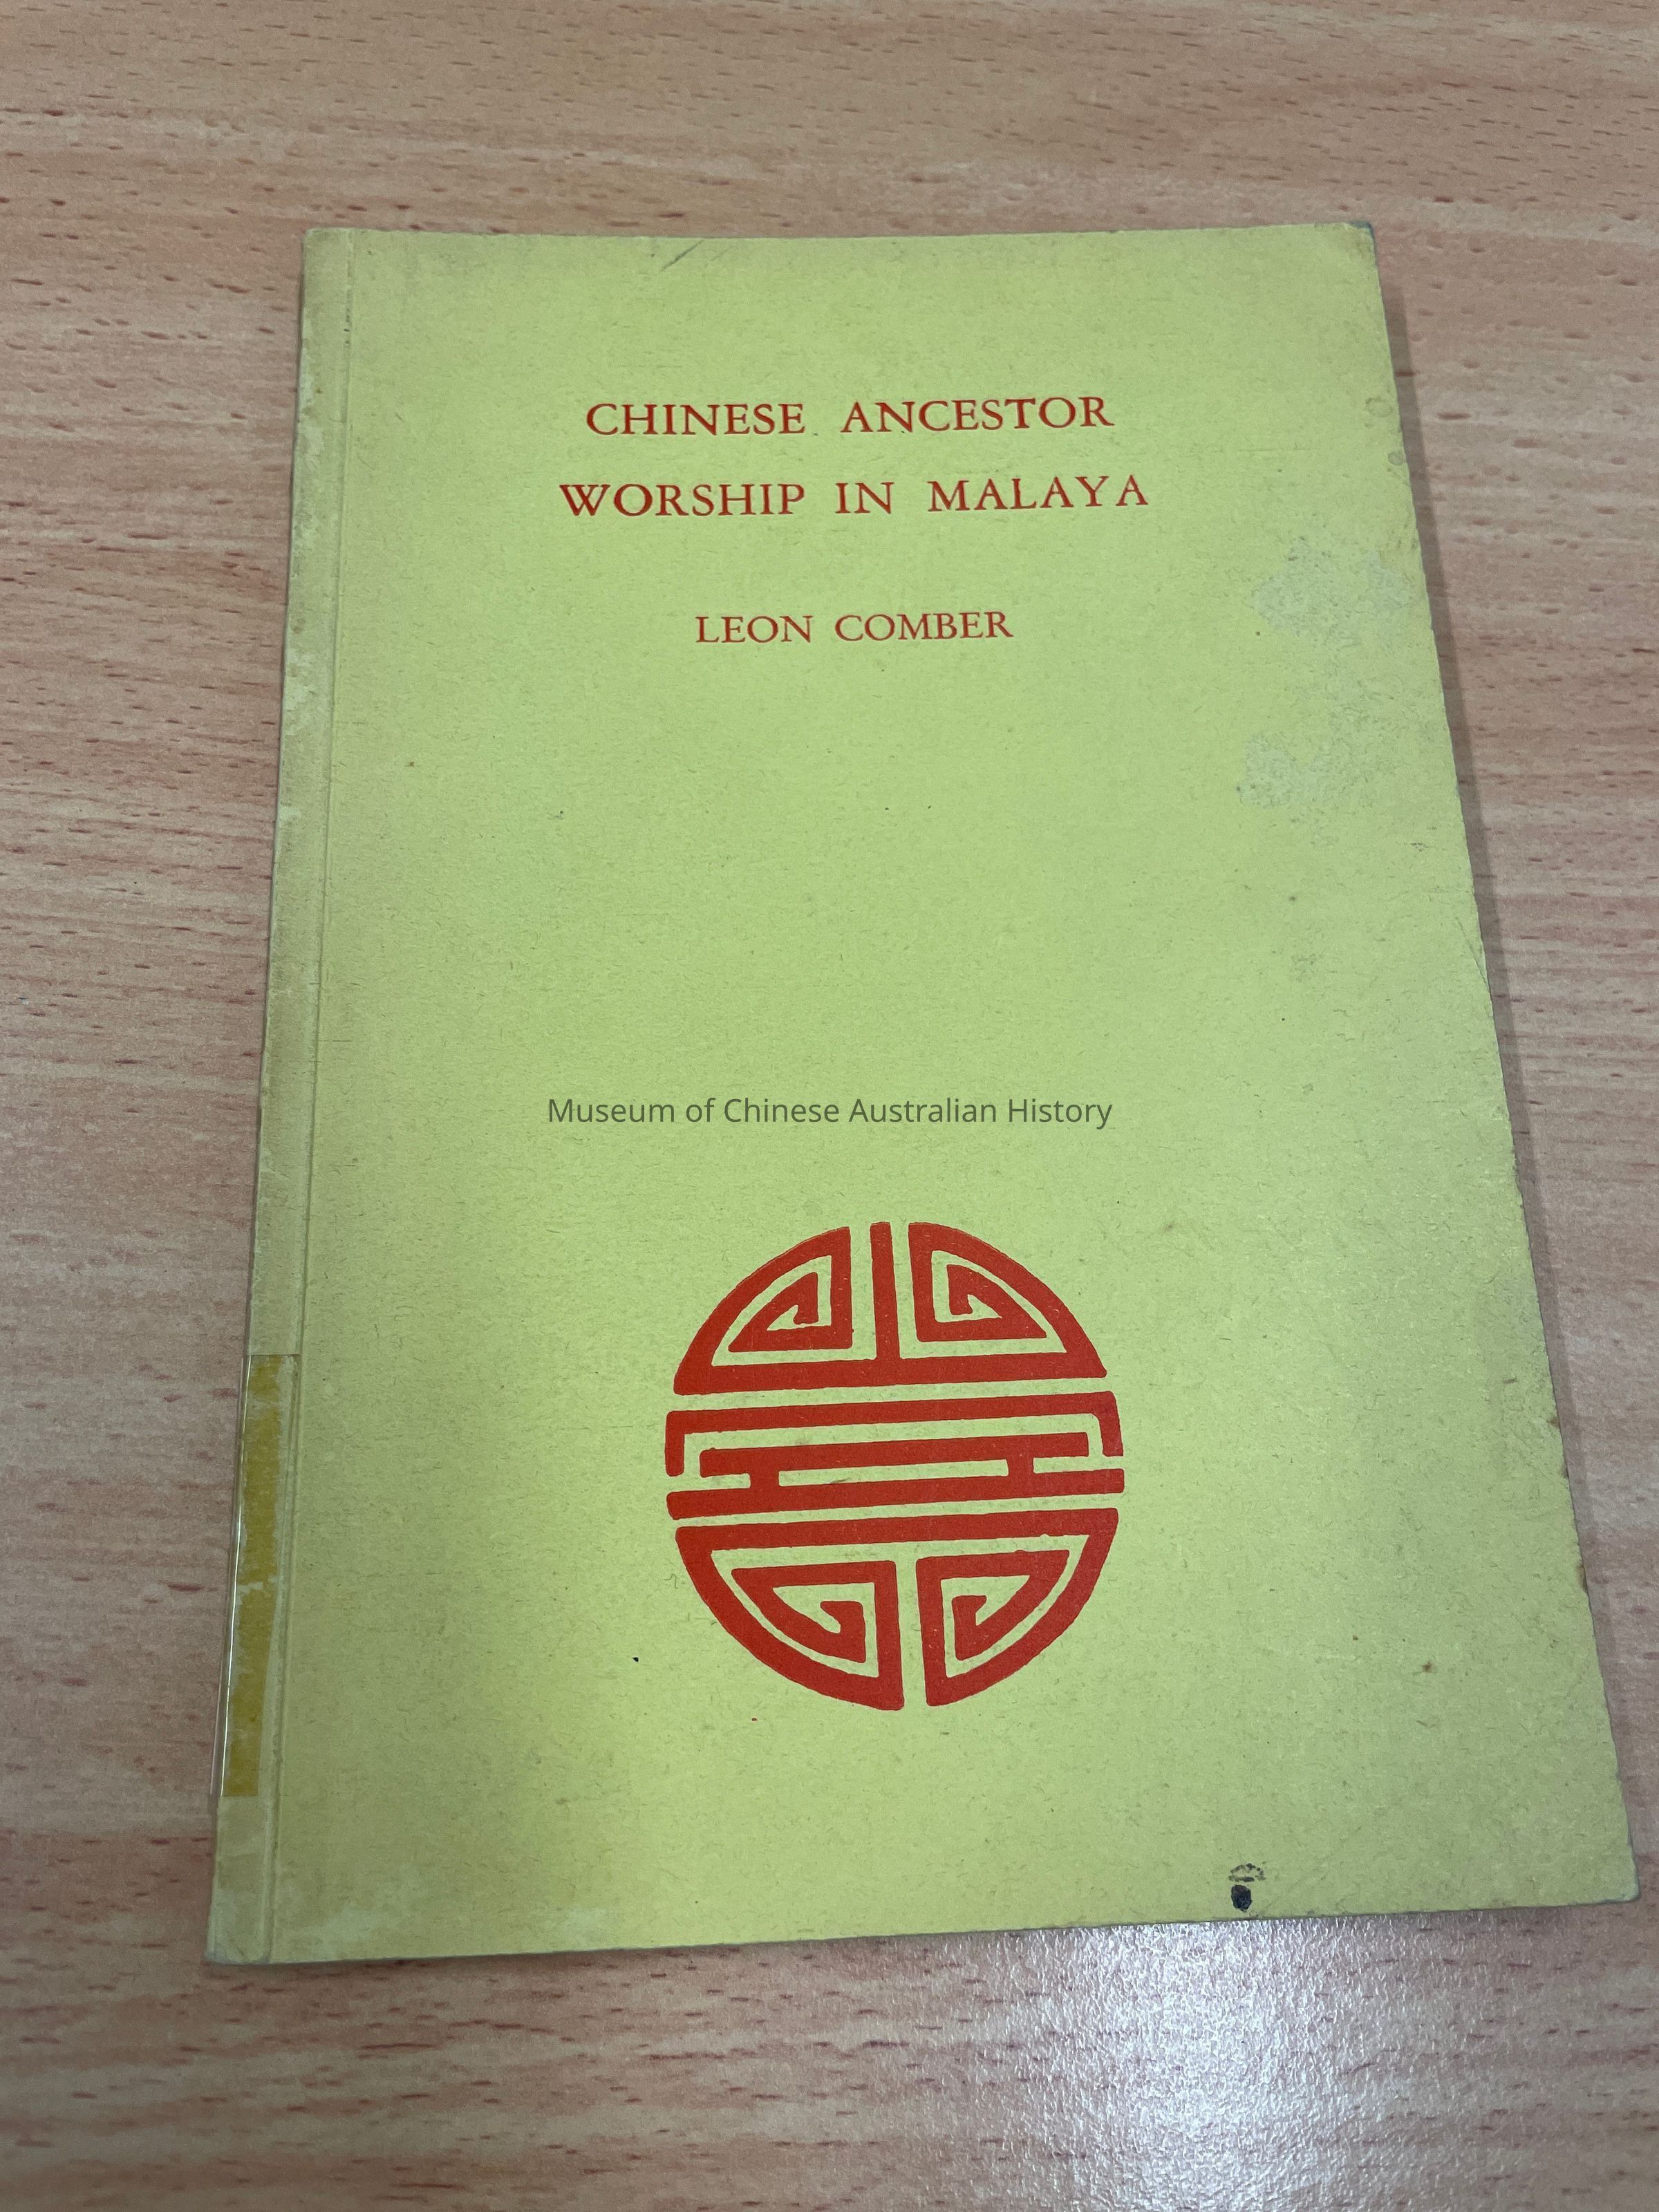 CHINESE ANCESTOR
WORSHIP IN MALAYA
LEON COMBER
Museum of Chinese Australian History